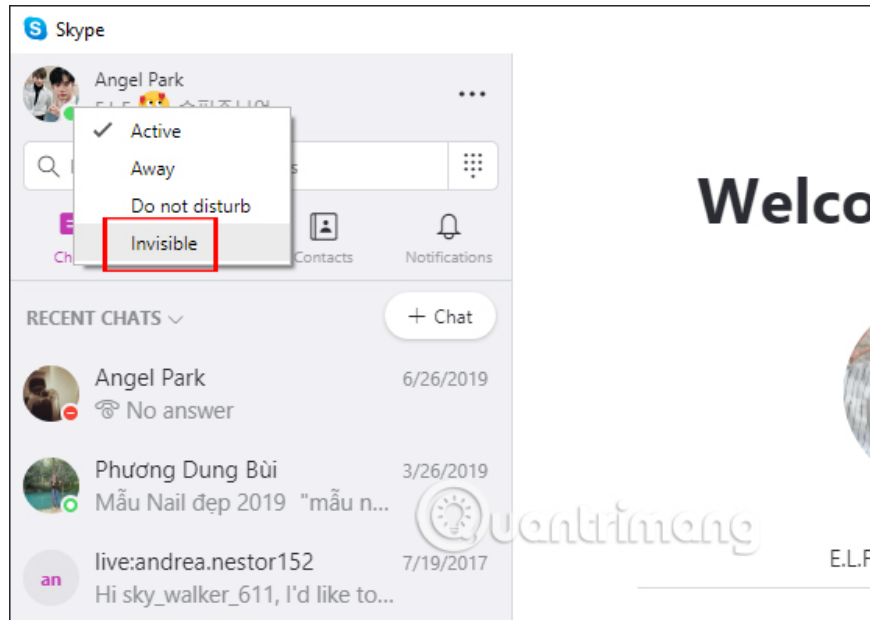 Skype
Angel Park
Active
Away
Do not disturb
Invisible
Contacts
Notifications
Welco
RECENT CHATS
+ Chat
Angel Park
6/26/2019
No answer
Phương Dung Bùi
3/26/2019
Mẫu Nail đẹp 2019 "mẫu n...
Quantrimang
live:andrea.nestor152
7/19/2017
an
Hi sky_walker_611, I'd like to...
E.L.F